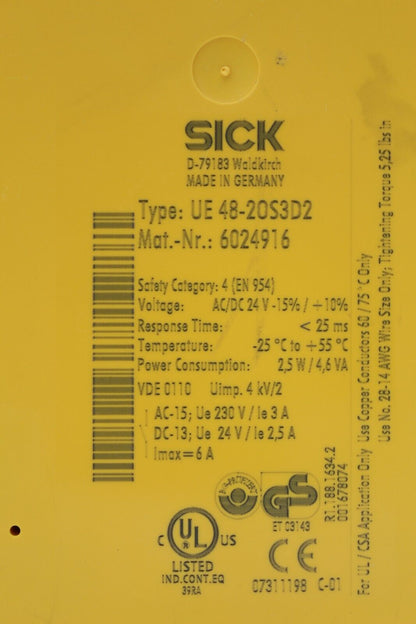 SICK
D-79183 Waldkirch
MADE IN GERMANY
Type: UE 48-2OS3D2
Mat.-Nr.: 6024916
Safety Category: 4 (EN 954)
Voltage: AC/DC 24 V -15% / +10%
Response Time: < 25 ms
Temperature: -25 °C to +55 °C
Power Consumption: 2,5 W / 4,6 VA
VDE 0110 Uimp. 4 kV/2
AC-15; Ue 230 V / Ie 3 A
DC-13; Ue 24 V / Ie 2,5 A
Imax= 6 A
GS
ET 03143
C UL US
LISTED
IND.CONT.EQ
39RA
CE
07311198 C-01
R1.188.1634.2
001678074
For UL / CSA Application Only Use Copper Conductors 60 / 75 °C Only
Use No. 28-14 AWG Wire Size Only; Tightening Torque 5,25 lbs in